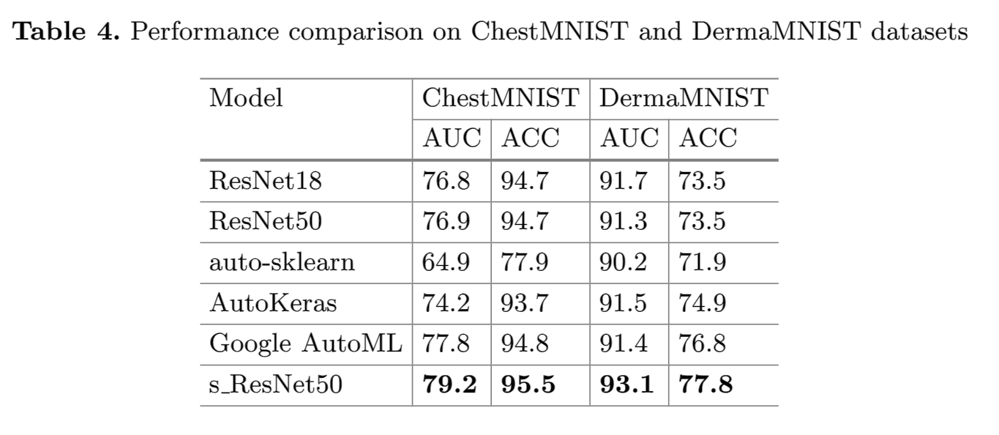 Table 4. Performance comparison on ChestMNIST and DermaMNIST datasets
Model ChestMNIST DermaMNIST
AUC ACC AUC ACC
ResNet18 76.8 94.7 91.7 73.5
ResNet50 76.9 94.7 91.3 73.5
auto-sklearn 64.9 77.9 90.2 71.9
AutoKeras 74.2 93.7 91.5 74.9
Google AutoML 77.8 94.8 91.4 76.8
s_ResNet50 79.2 95.5 93.1 77.8